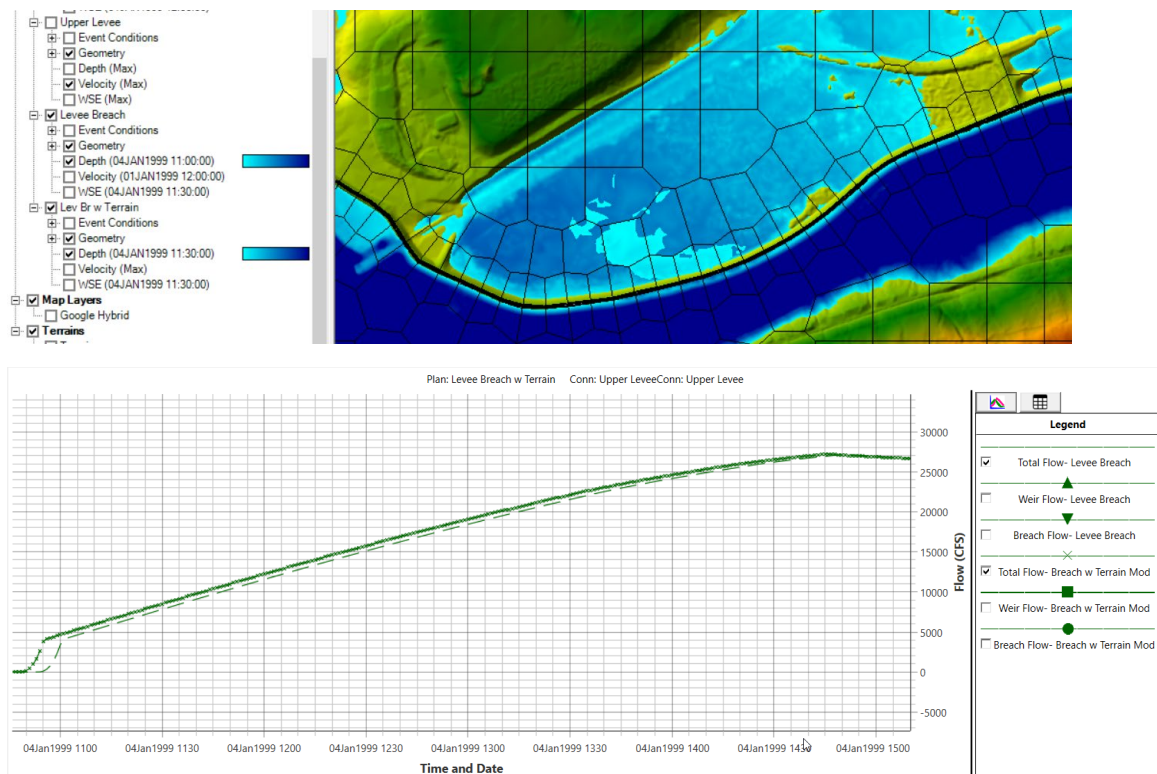 Upper Levee
Event Conditions
Geometry
Depth (Max)
Velocity (Max)
WSE (Max)
Levee Breach
Event Conditions
Geometry
Depth (04JAN1999 11:00:00)
Velocity (01JAN1999 12:00:00)
WSE (04JAN1999 11:30:00)
Lev Br w Terrain
Event Conditions
Geometry
Depth (04JAN1999 11:30:00)
Velocity (Max)
WSE (04JAN1999 11:30:00)
Map Layers
Google Hybrid
Terrains
Plan: Levee Breach w Terrain Conn: Upper LeveeConn: Upper Levee
30000
25000
20000
15000
10000
5000
0
-5000
Flow (CFS)
04Jan1999 1100 04Jan1999 1130 04Jan1999 1200 04Jan1999 1230 04Jan1999 1300 04Jan1999 1330 04Jan1999 1400 04Jan1999 1430 04Jan1999 1500
Time and Date
Legend
Total Flow- Levee Breach
Weir Flow- Levee Breach
Breach Flow- Levee Breach
Total Flow- Breach w Terrain Mod
Weir Flow- Breach w Terrain Mod
Breach Flow- Breach w Terrain Mod